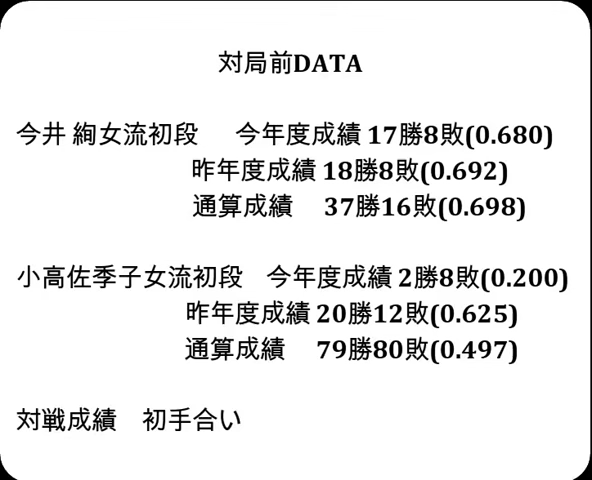 対局前DATA
今井 絢女流初段 今年度成績 17勝8敗(0.680)
昨年度成績 18勝8敗(0.692)
通算成績 37勝16敗(0.698)
小高佐季子女流初段 今年度成績 2勝8敗(0.200)
昨年度成績 20勝12敗(0.625)
通算成績 79勝80敗(0.497)
対戦成績 初手合い